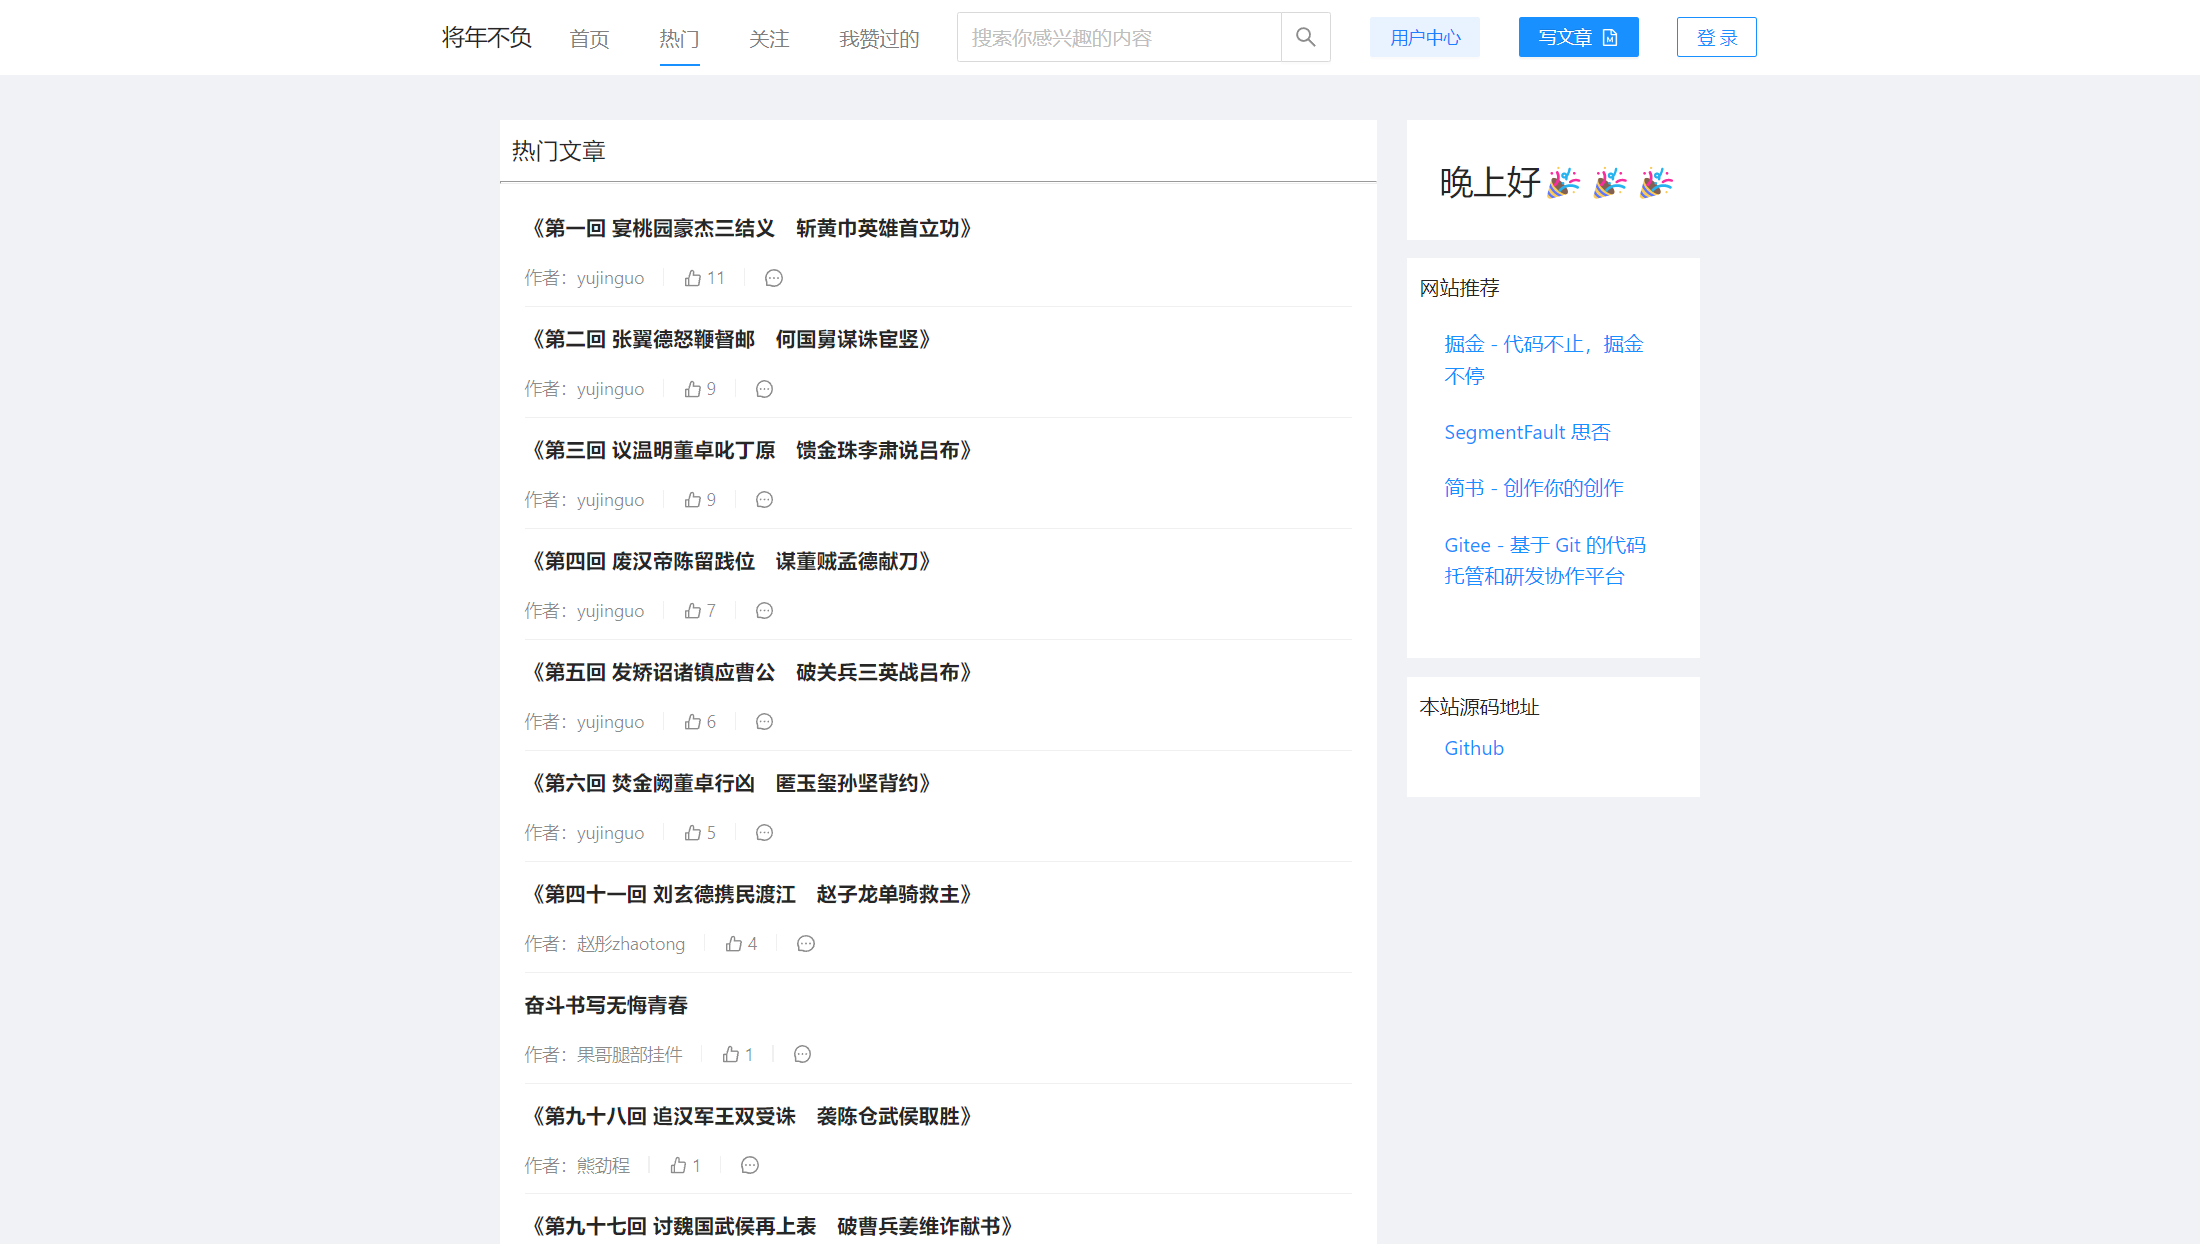 将年不负 首页 热门 关注 我赞过的 搜索你感兴趣的内容 用户中心 写文章 登 录
热门文章
《第一回 宴桃园豪杰三结义　斩黄巾英雄首立功》
作者：yujinguo 11
《第二回 张翼德怒鞭督邮　何国舅谋诛宦竖》
作者：yujinguo 9
《第三回 议温明董卓叱丁原　馈金珠李肃说吕布》
作者：yujinguo 9
《第四回 废汉帝陈留践位　谋董贼孟德献刀》
作者：yujinguo 7
《第五回 发矫诏诸镇应曹公　破关兵三英战吕布》
作者：yujinguo 6
《第六回 焚金阙董卓行凶　匿玉玺孙坚背约》
作者：yujinguo 5
《第四十一回 刘玄德携民渡江　赵子龙单骑救主》
作者：赵彤zhaotong 4
奋斗书写无悔青春
作者：果哥腿部挂件 1
《第九十八回 追汉军王双受诛　袭陈仓武侯取胜》
作者：熊劲程 1
《第九十七回 讨魏国武侯再上表　破曹兵姜维诈献书》
晚上好🎉 🎉 🎉
网站推荐
掘金 - 代码不止，掘金
不停
SegmentFault 思否
简书 - 创作你的创作
Gitee - 基于 Git 的代码
托管和研发协作平台
本站源码地址
Github